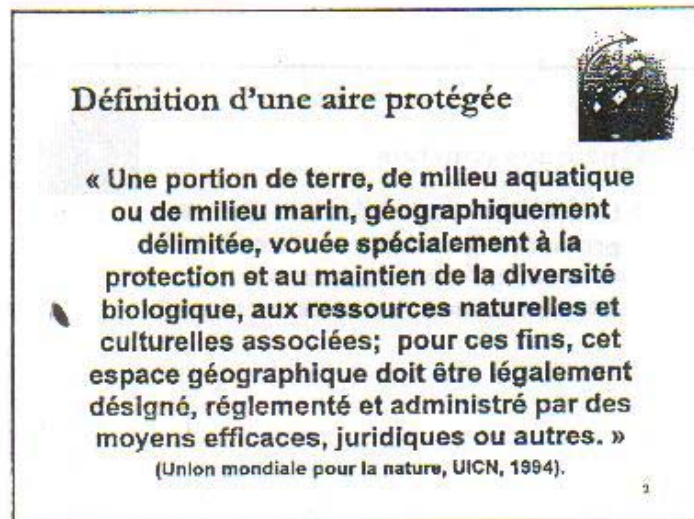 Définition d'une aire protégée
« Une portion de terre, de milieu aquatique
ou de milieu marin, géographiquement
délimitée, vouée spécialement à la
protection et au maintien de la diversité
biologique, aux ressources naturelles et
culturelles associées; pour ces fins, cet
espace géographique doit être légalement
désigné, réglementé et administré par des
moyens efficaces, juridiques ou autres. »
(Union mondiale pour la nature, UICN, 1994).
2